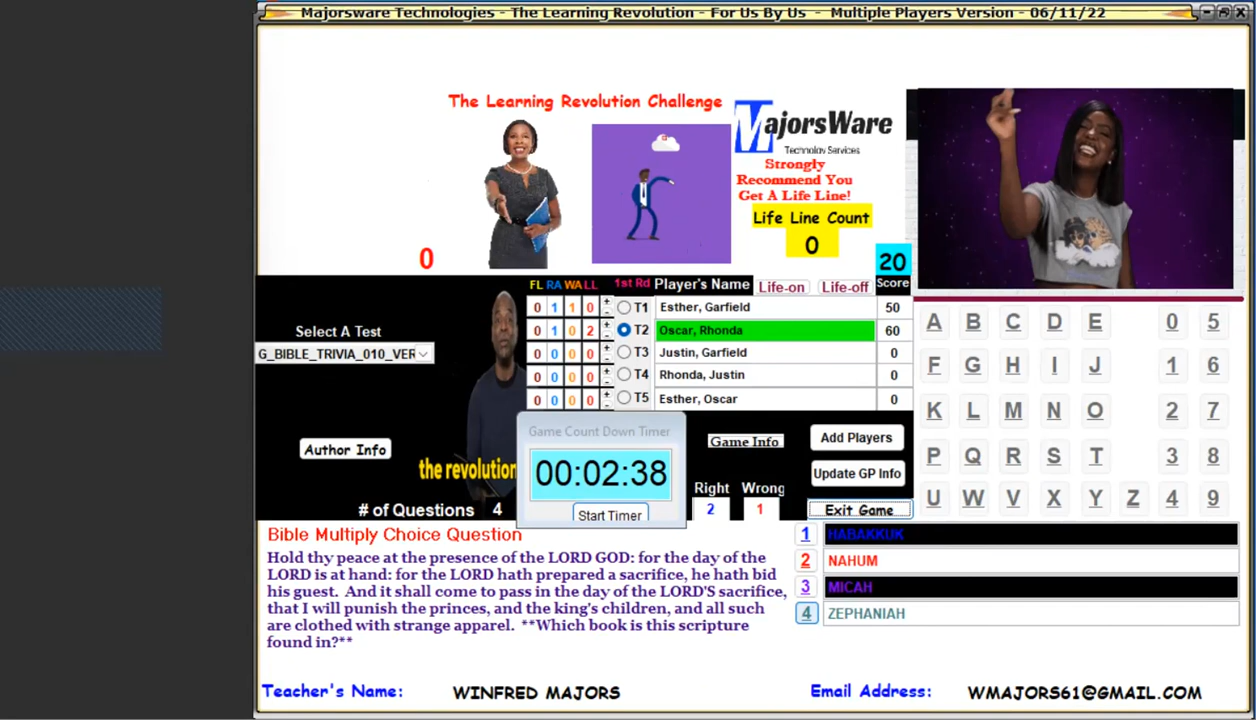 Majorsware Technologies - The Learning Revolution - For Us By Us - Multiple Players Version - 06/11/22
The Learning Revolution Challenge
MajorsWare
Technology Services
Strongly
Recommend You
Get A Life Line!
Life Line Count
0
0
20
FL RA WA LL 1st Rd Player's Name Life-on Life-off Score
0 1 1 0 + - T1 Esther, Garfield 50
0 1 0 2 + - T2 Oscar, Rhonda 60
0 0 0 0 + - T3 Justin, Garfield 0
0 0 0 0 + - T4 Rhonda, Justin 0
0 0 0 0 + - T5 Esther, Oscar 0
Select A Test
G_BIBLE_TRIVIA_010_VER
Author Info
the revolution
# of Questions 4
Game Count Down Timer
00:02:38
Start Timer
Game Info
Right Wrong
2 1
Add Players
Update GP Info
Exit Game
A B C D E 0 5
F G H I J 1 6
K L M N O 2 7
P Q R S T 3 8
U W V X Y Z 4 9
Bible Multiply Choice Question
Hold thy peace at the presence of the LORD GOD: for the day of the
LORD is at hand: for the LORD hath prepared a sacrifice, he hath bid
his guest. And it shall come to pass in the day of the LORD'S sacrifice,
that I will punish the princes, and the king's children, and all such
are clothed with strange apparel. **Which book is this scripture
found in?**
1 HABAKKUK
2 NAHUM
3 MICAH
4 ZEPHANIAH
Teacher's Name: WINFRED MAJORS Email Address: WMAJORS61@GMAIL.COM